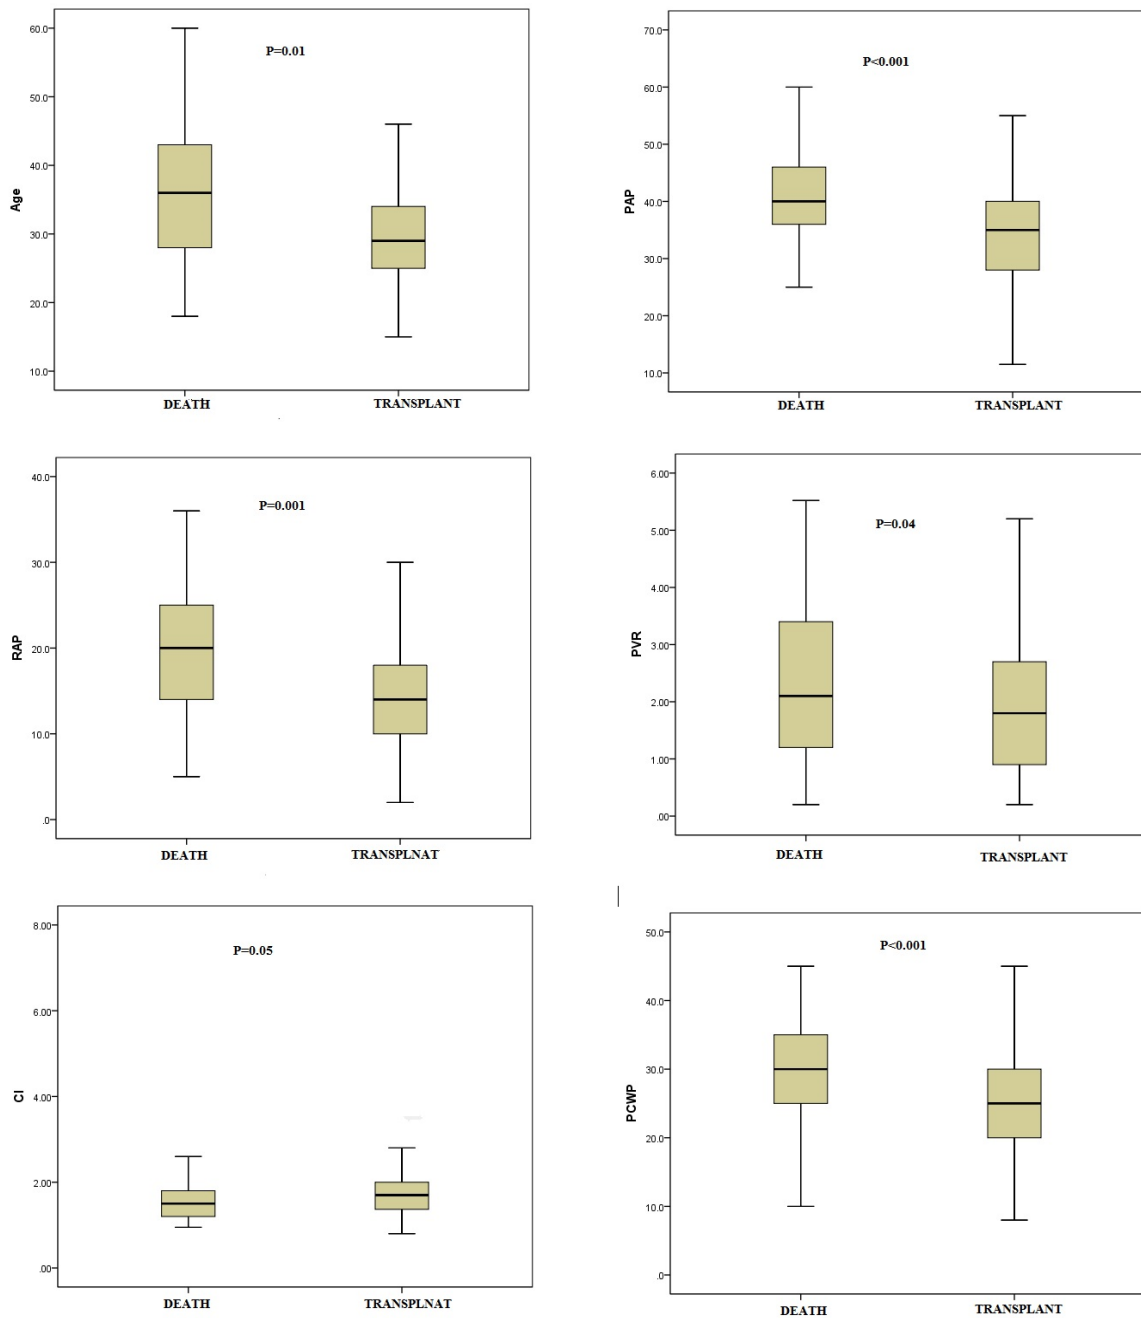 60.0
P=0.01
50.0
40.0
Age
30.0
20.0
10.0
DEATH TRANSPLANT
70.0
P<0.001
60.0
50.0
40.0
PAP
30.0
20.0
10.0
DEATH TRANSPLANT
40.0
P=0.001
30.0
20.0
RAP
10.0
.0
DEATH TRANSPLNAT
6.00
P=0.04
5.00
4.00
3.00
PVR
2.00
1.00
.00
DEATH TRANSPLANT
8.00
P=0.05
6.00
4.00
CI
2.00
.00
DEATH TRANSPLNAT
50.0
P<0.001
40.0
30.0
PCWP
20.0
10.0
.0
DEATH TRANSPLANT